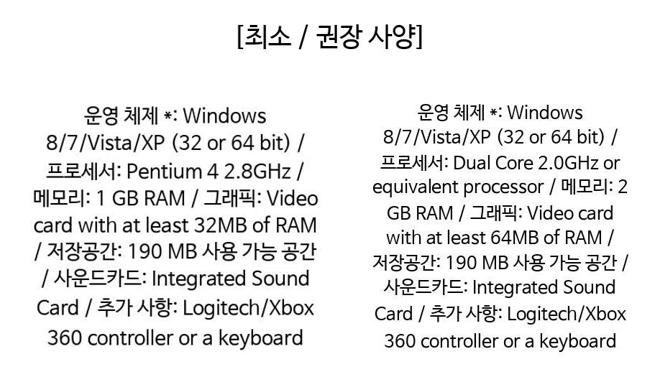 [최소 / 권장 사양]
운영 체제 *: Windows
8/7/Vista/XP (32 or 64 bit) /
프로세서: Pentium 4 2.8GHz /
메모리: 1 GB RAM / 그래픽: Video
card with at least 32MB of RAM
/ 저장공간: 190 MB 사용 가능 공간
/ 사운드카드: Integrated Sound
Card / 추가 사항: Logitech/Xbox
360 controller or a keyboard
운영 체제 *: Windows
8/7/Vista/XP (32 or 64 bit) /
프로세서: Dual Core 2.0GHz or
equivalent processor / 메모리: 2
GB RAM / 그래픽: Video card
with at least 64MB of RAM /
저장공간: 190 MB 사용 가능 공간 /
사운드카드: Integrated Sound
Card / 추가 사항: Logitech/Xbox
360 controller or a keyboard